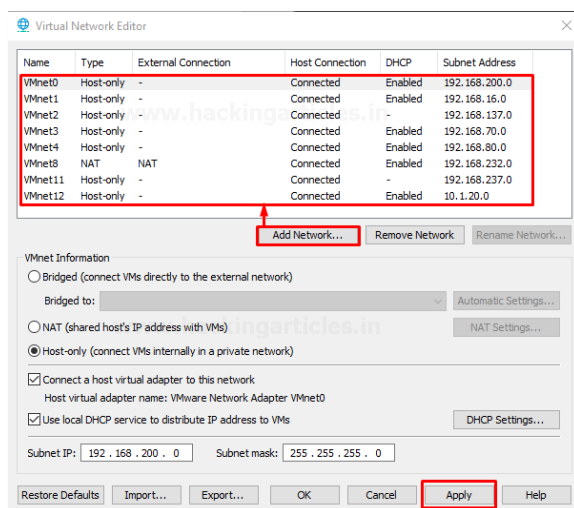 Virtual Network Editor
Name Type External Connection Host Connection DHCP Subnet Address
VMnet0 Host-only - Connected Enabled 192.168.200.0
VMnet1 Host-only - Connected Enabled 192.168.16.0
VMnet2 Host-only - Connected - 192.168.137.0
VMnet3 Host-only - Connected Enabled 192.168.70.0
VMnet4 Host-only - Connected Enabled 192.168.80.0
VMnet8 NAT NAT Connected Enabled 192.168.232.0
VMnet11 Host-only - Connected - 192.168.237.0
VMnet12 Host-only - Connected Enabled 10.1.20.0
www.hackingarticles.in
Add Network... Remove Network Rename Network...
VMnet Information
Bridged (connect VMs directly to the external network)
Bridged to: Automatic Settings...
NAT (shared host's IP address with VMs) NAT Settings...
hackingarticles.in
Host-only (connect VMs internally in a private network)
Connect a host virtual adapter to this network
Host virtual adapter name: VMware Network Adapter VMnet0
Use local DHCP service to distribute IP address to VMs DHCP Settings...
Subnet IP: 192 . 168 . 200 . 0 Subnet mask: 255 . 255 . 255 . 0
Restore Defaults Import... Export... OK Cancel Apply Help